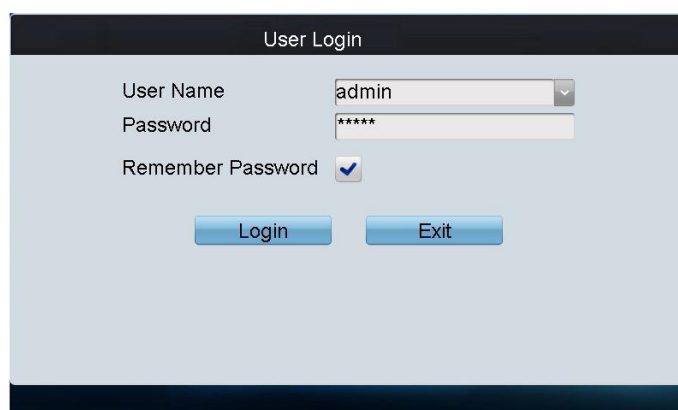 User Login
User Name admin
Password *****
Remember Password
Login Exit